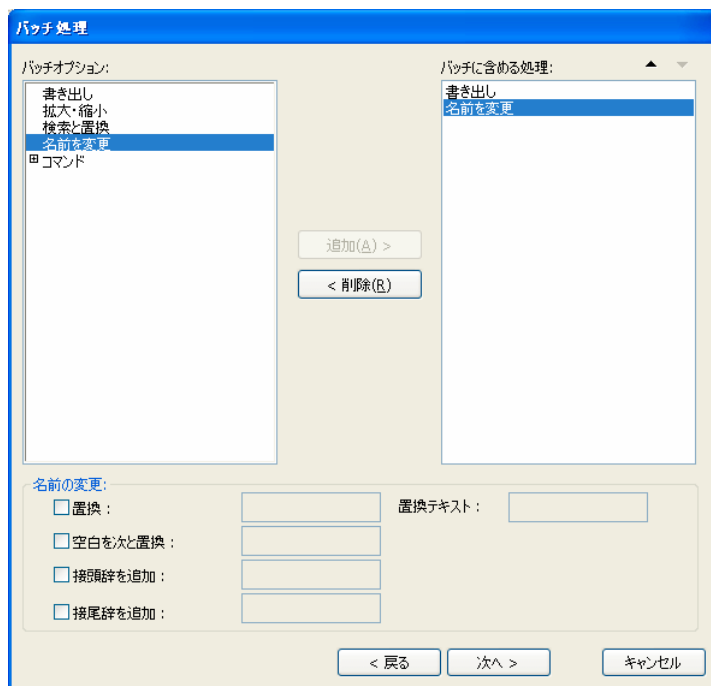 バッチ処理
バッチオプション:
書き出し
拡大・縮小
検索と置換
名前を変更
コマンド
追加(A) >
< 削除(R)
バッチに含める処理:
書き出し
名前を変更
名前の変更:
置換：
置換テキスト：
空白を次と置換：
接頭辞を追加：
接尾辞を追加：
< 戻る
次へ >
キャンセル